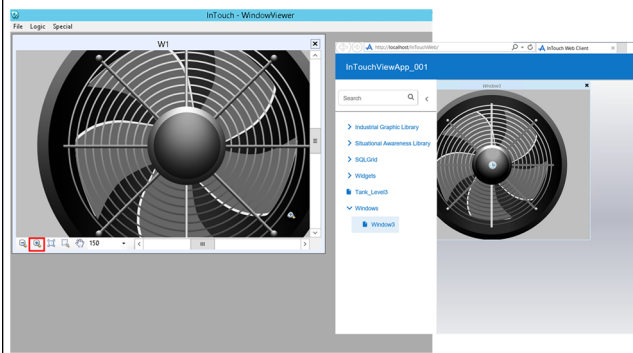 InTouch - WindowViewer
File Logic Special
W1
150
http://localhost/InTouchWeb/
InTouch Web Client
InTouchViewApp_001
Search
Window3
Industrial Graphic Library
Situational Awareness Library
SQLGrid
Widgets
Tank_Level3
Windows
Window3